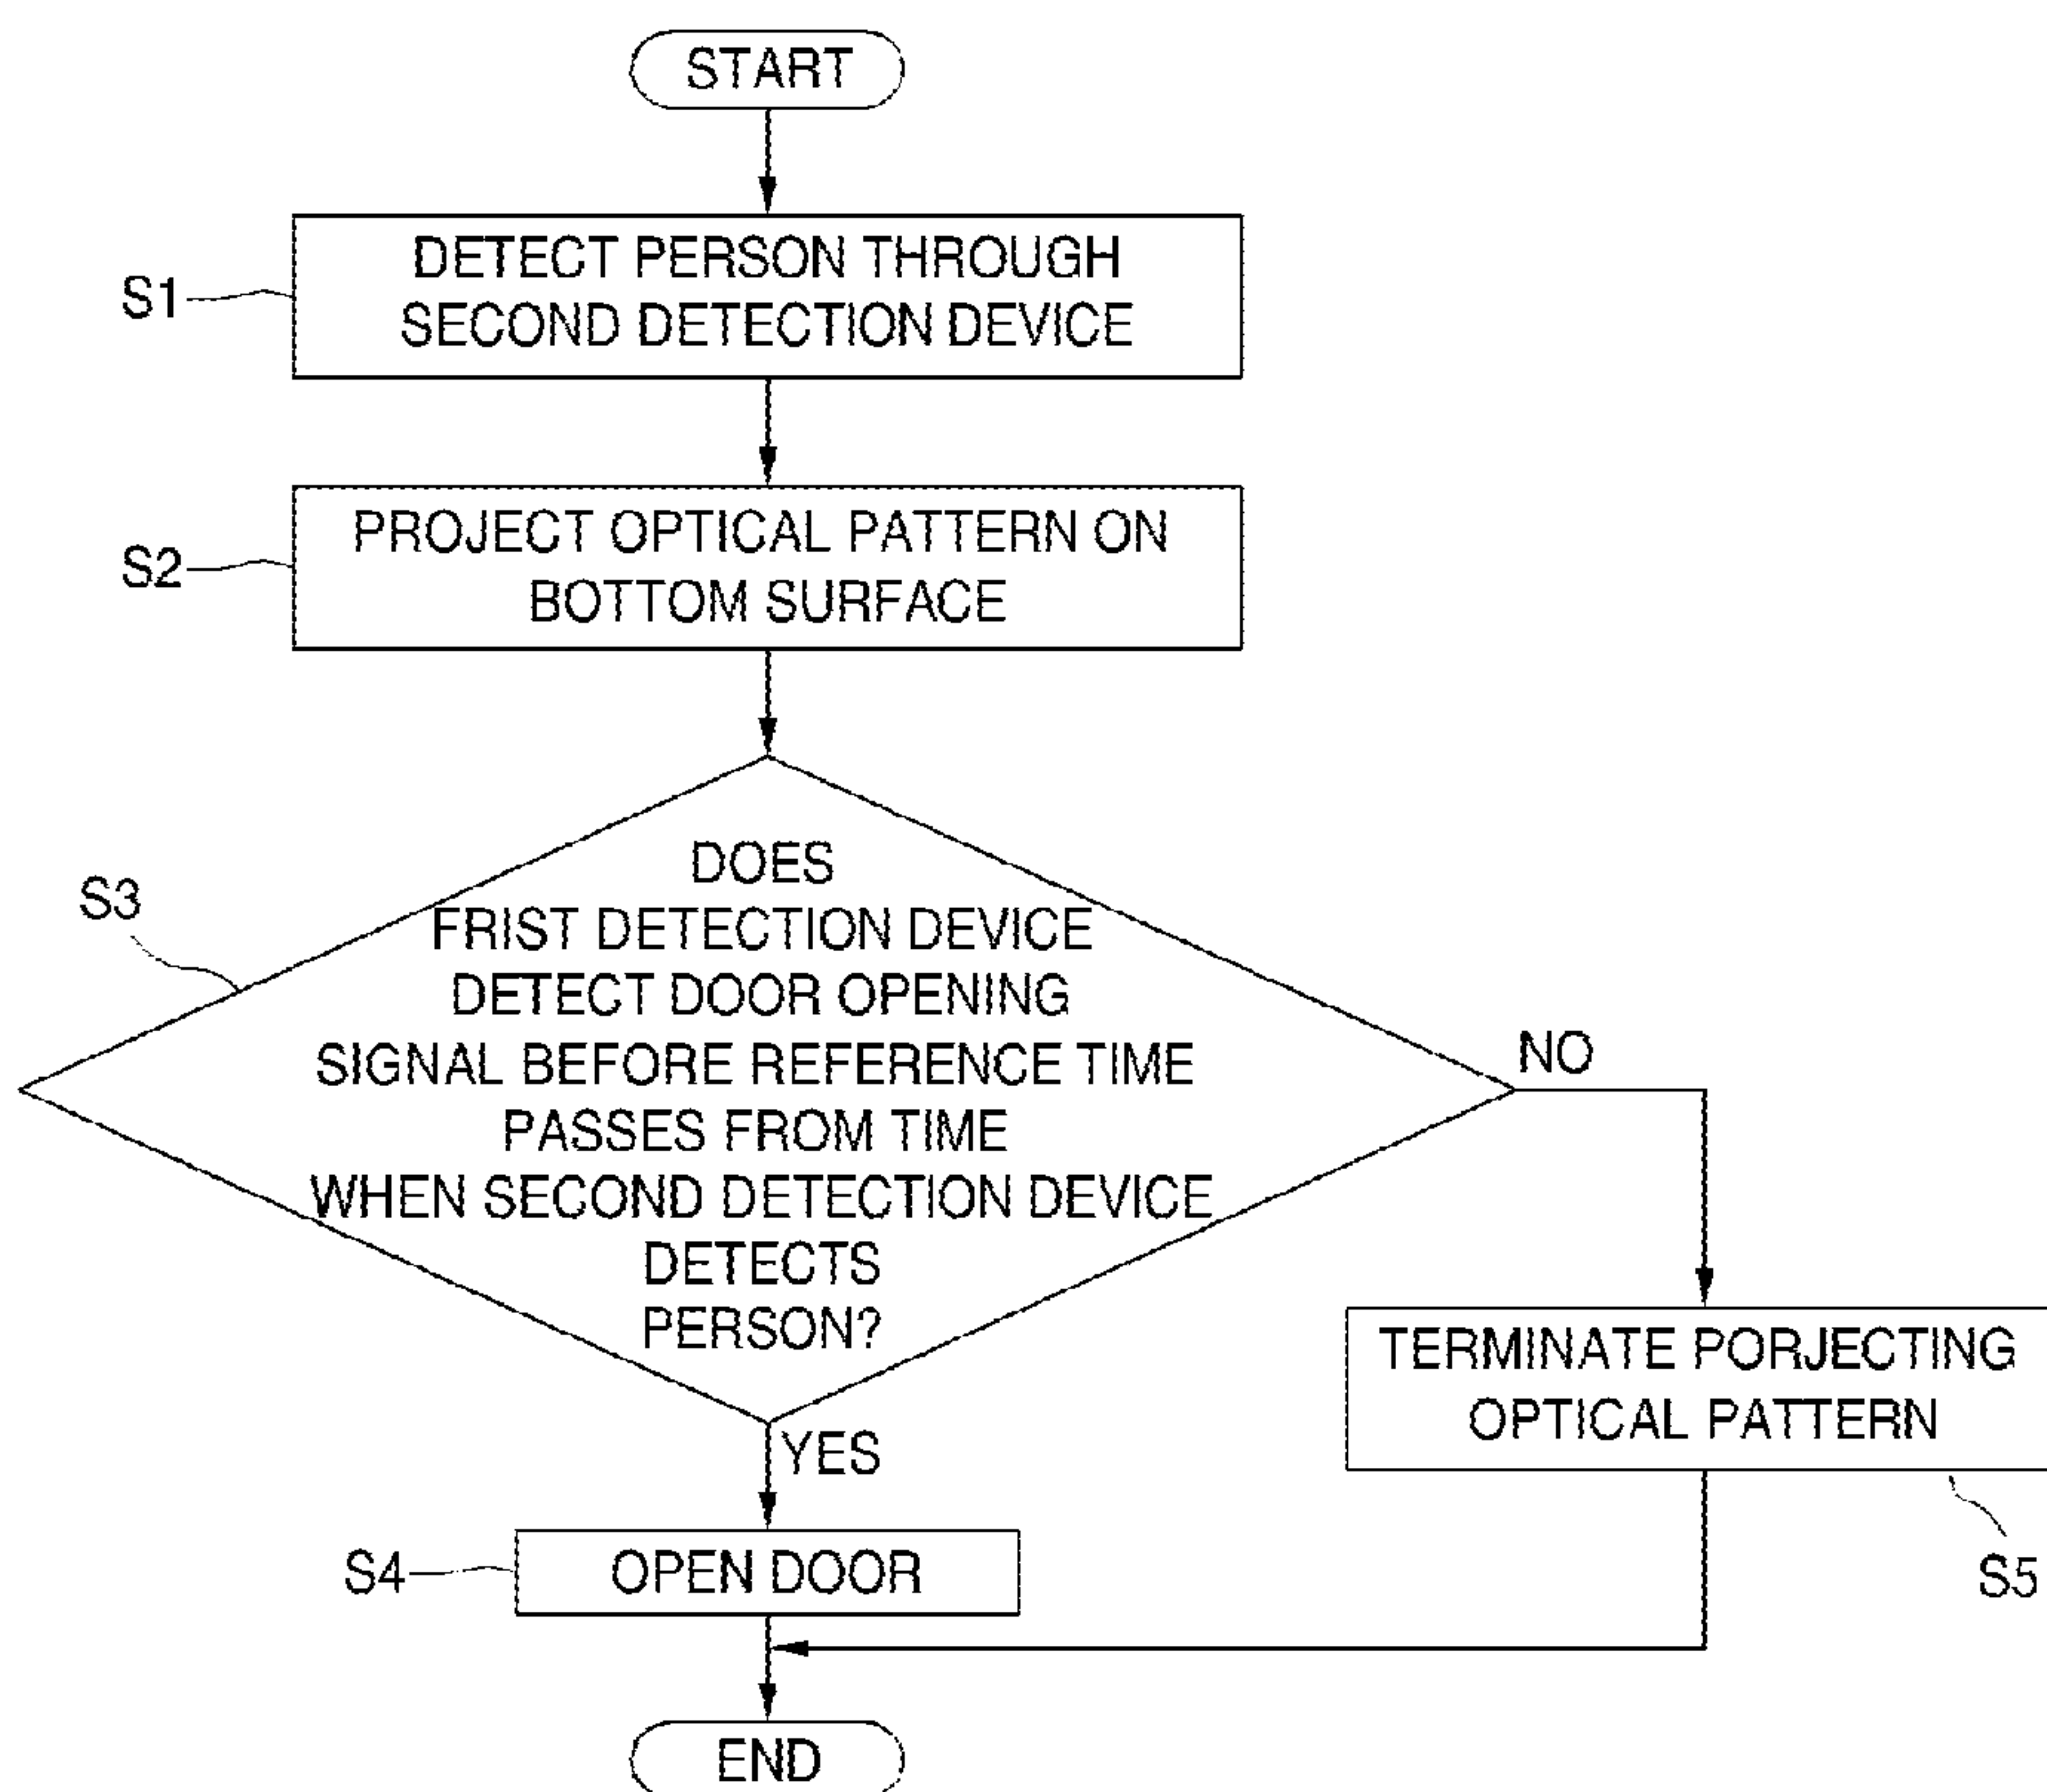 START
S1
DETECT PERSON THROUGH
SECOND DETECTION DEVICE
S2
PROJECT OPTICAL PATTERN ON
BOTTOM SURFACE
S3
DOES
FRIST DETECTION DEVICE
DETECT DOOR OPENING
SIGNAL BEFORE REFERENCE TIME
PASSES FROM TIME
WHEN SECOND DETECTION DEVICE
DETECTS
PERSON?
NO
TERMINATE PORJECTING
OPTICAL PATTERN
S5
YES
S4
OPEN DOOR
END